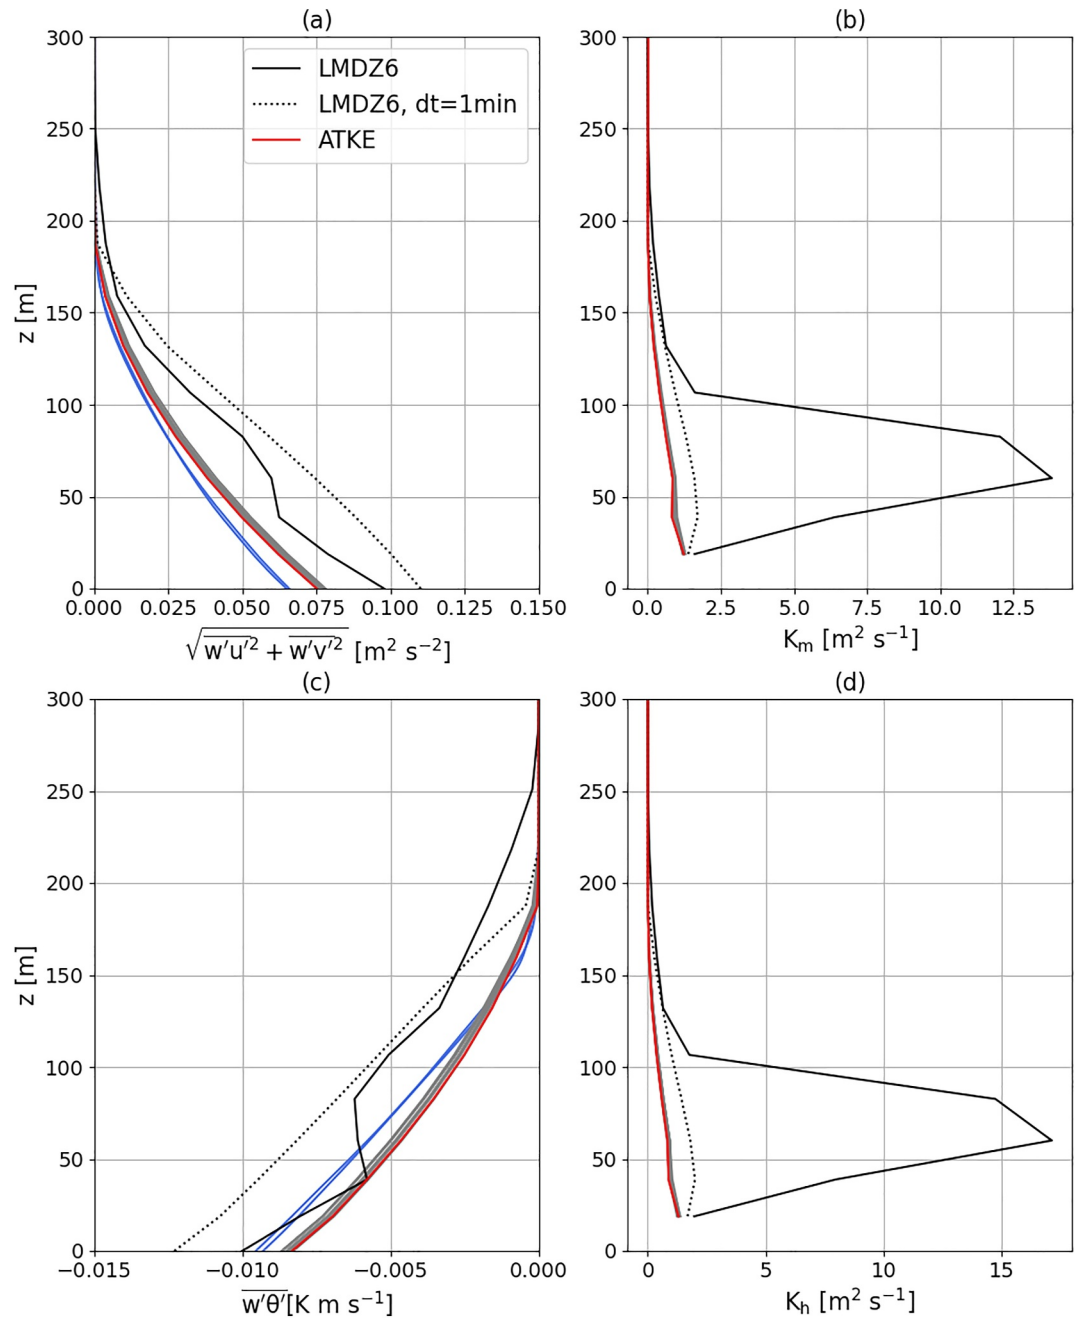 (a)
300
250
200
150
100
50
0
z [m]
LMDZ6
LMDZ6, dt=1min
ATKE
0.000 0.025 0.050 0.075 0.100 0.125 0.150
√w'u'² + w'v'² [m² s⁻²]
(b)
300
250
200
150
100
50
0
0.0 2.5 5.0 7.5 10.0 12.5
Kₘ [m² s⁻¹]
(c)
300
250
200
150
100
50
0
z [m]
−0.015 −0.010 −0.005 0.000
w'θ'[K m s⁻¹]
(d)
300
250
200
150
100
50
0
0 5 10 15
Kₕ [m² s⁻¹]